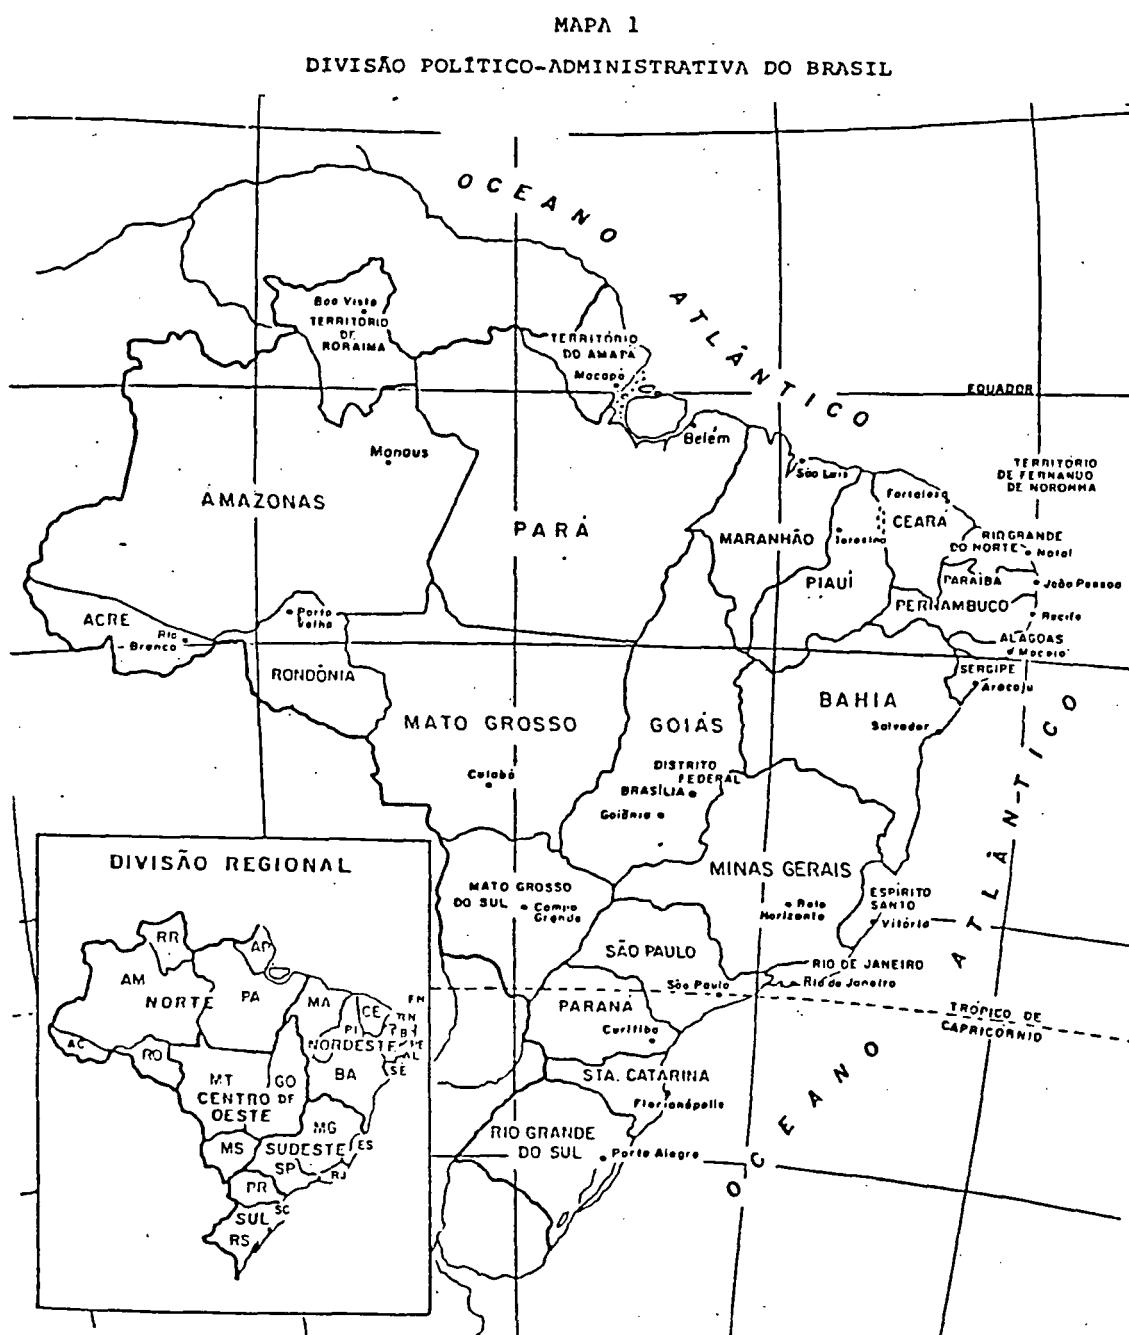 MAPA 1
DIVISÃO POLÍTICO-ADMINISTRATIVA DO BRASIL
OCEANO ATLÂNTICO
Boa Vista
TERRITÓRIO
DE
RORAIMA
TERRITÓRIO
DO AMAPÁ
Macapá
EQUADOR
Belém
Manaus
São Luis
TERRITÓRIO
DE FERNANDO
DE NORONHA
AMAZONAS
PARÁ
Fortaleza
CEARÁ
MARANHÃO
Teresina
RIO GRANDE
DO NORTE
Natal
PIAUÍ
PARAÍBA
João Pessoa
PERNAMBUCO
Recife
ACRE
Rio
Branco
Porto
Velho
ALAGOAS
Maceió
RONDÔNIA
SERGIPE
Aracaju
BAHIA
Salvador
MATO GROSSO
GOIÁS
Cuiabá
DISTRITO
FEDERAL
BRASÍLIA
Goiânia
MINAS GERAIS
MATO GROSSO
DO SUL
Campo
Grande
Belo
Horizonte
ESPÍRITO
SANTO
Vitória
SÃO PAULO
RIO DE JANEIRO
Rio de Janeiro
São Paulo
PARANÁ
Curitiba
TRÓPICO DE
CAPRICÓRNIO
STA. CATARINA
Florianópolis
RIO GRANDE
DO SUL
Porto Alegre
OCEANO ATLÂN-TICO
DIVISÃO REGIONAL
RR
AP
AM
NORTE
PA
MA
CE
FN
RN
PI
PB
NORDESTE
PE
AL
SE
AC
RO
BA
MT
GO
DF
CENTRO
OESTE
MG
MS
SUDESTE
ES
SP
RJ
PR
SC
SUL
RS